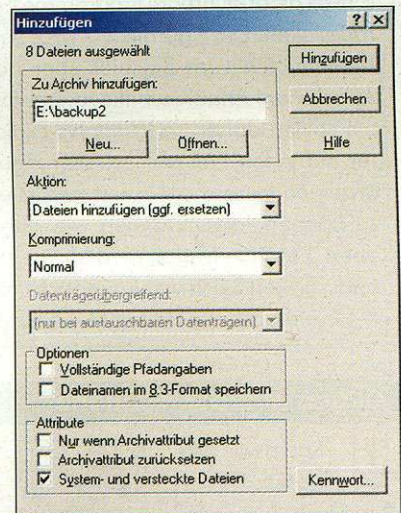 Hinzufügen
8 Dateien ausgewählt
Hinzufügen
Zu Archiv hinzufügen:
Abbrechen
E:\backup2
Neu...
Öffnen...
Hilfe
Aktion:
Dateien hinzufügen (ggf. ersetzen)
Komprimierung:
Normal
Datenträgerübergreifend:
(nur bei austauschbaren Datenträgern)
Optionen
Vollständige Pfadangaben
Dateinamen im 8.3-Format speichern
Attribute
Nur wenn Archivattribut gesetzt
Archivattribut zurücksetzen
System- und versteckte Dateien
Kennwort...